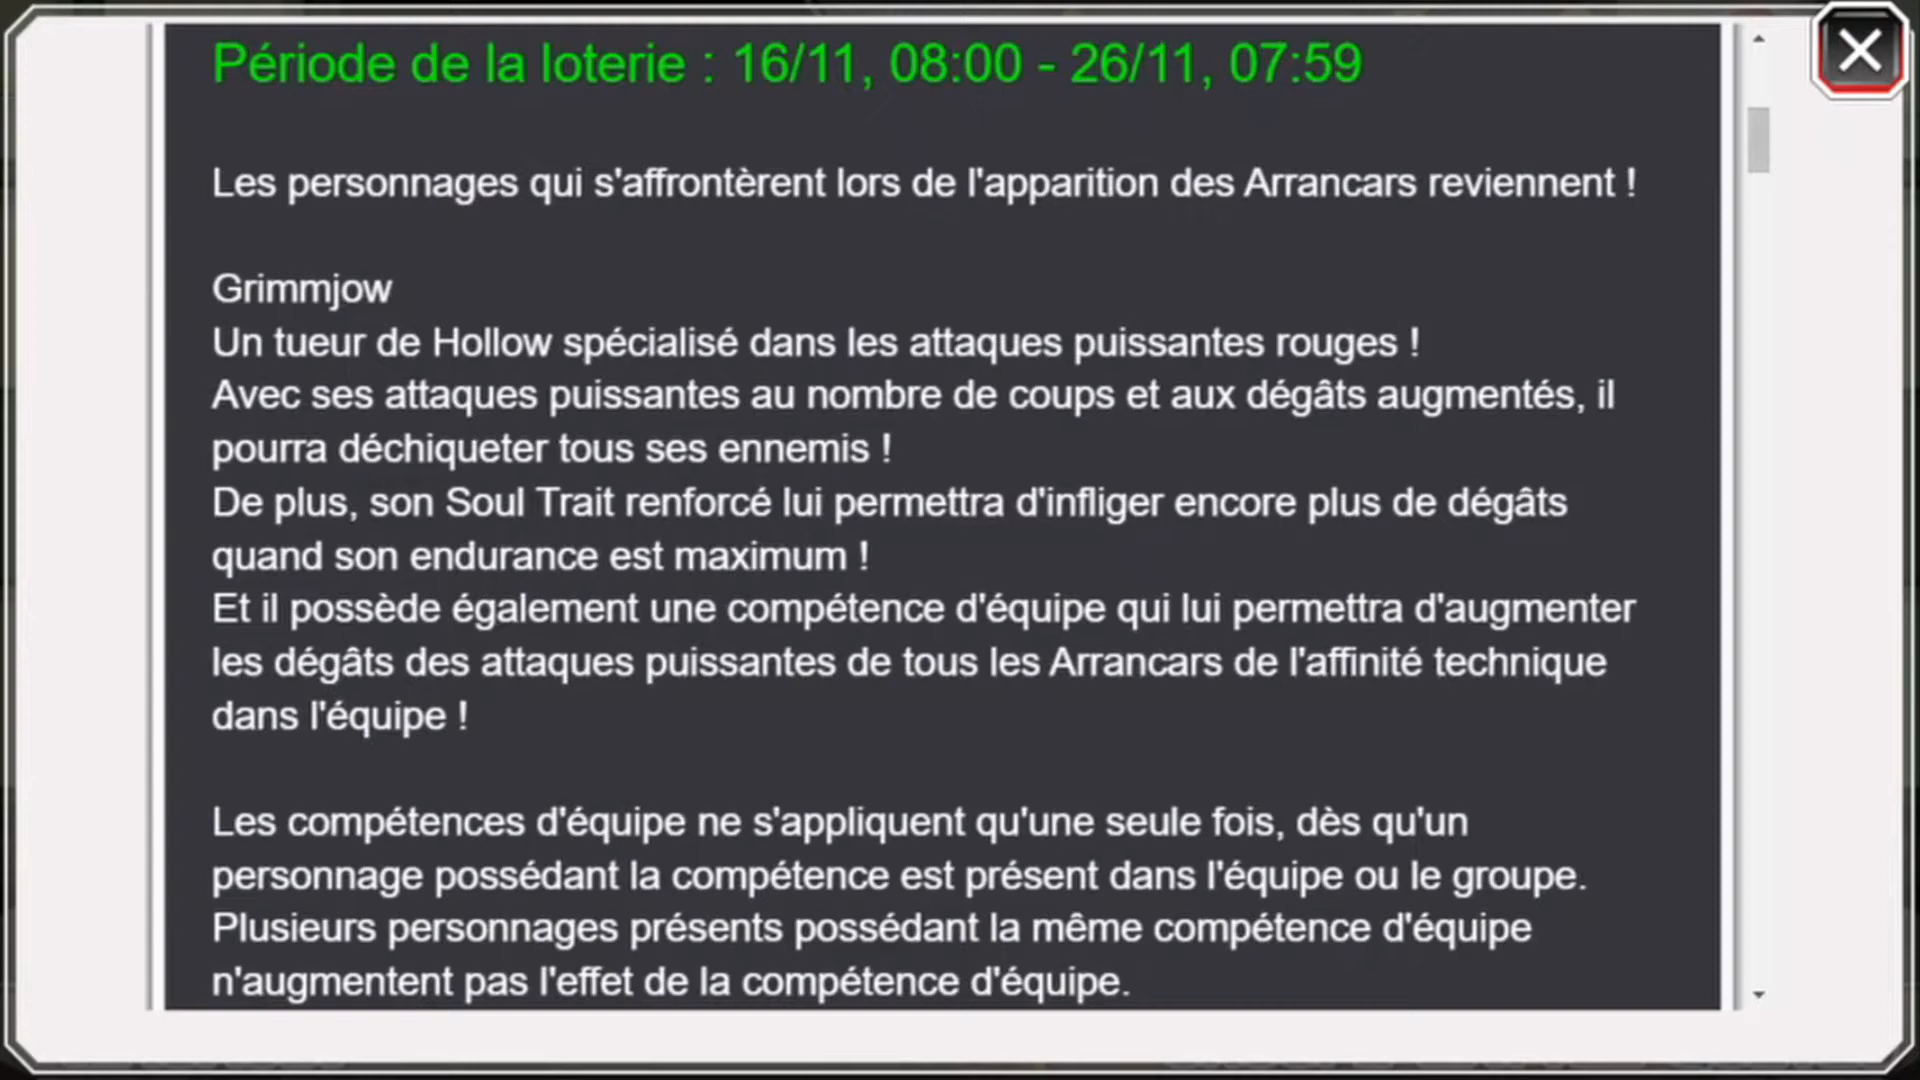 Période de la loterie : 16/11, 08:00 - 26/11, 07:59
Les personnages qui s'affrontèrent lors de l'apparition des Arrancars reviennent !
Grimmjow
Un tueur de Hollow spécialisé dans les attaques puissantes rouges !
Avec ses attaques puissantes au nombre de coups et aux dégâts augmentés, il
pourra déchiqueter tous ses ennemis !
De plus, son Soul Trait renforcé lui permettra d'infliger encore plus de dégâts
quand son endurance est maximum !
Et il possède également une compétence d'équipe qui lui permettra d'augmenter
les dégâts des attaques puissantes de tous les Arrancars de l'affinité technique
dans l'équipe !
Les compétences d'équipe ne s'appliquent qu'une seule fois, dès qu'un
personnage possédant la compétence est présent dans l'équipe ou le groupe.
Plusieurs personnages présents possédant la même compétence d'équipe
n'augmentent pas l'effet de la compétence d'équipe.